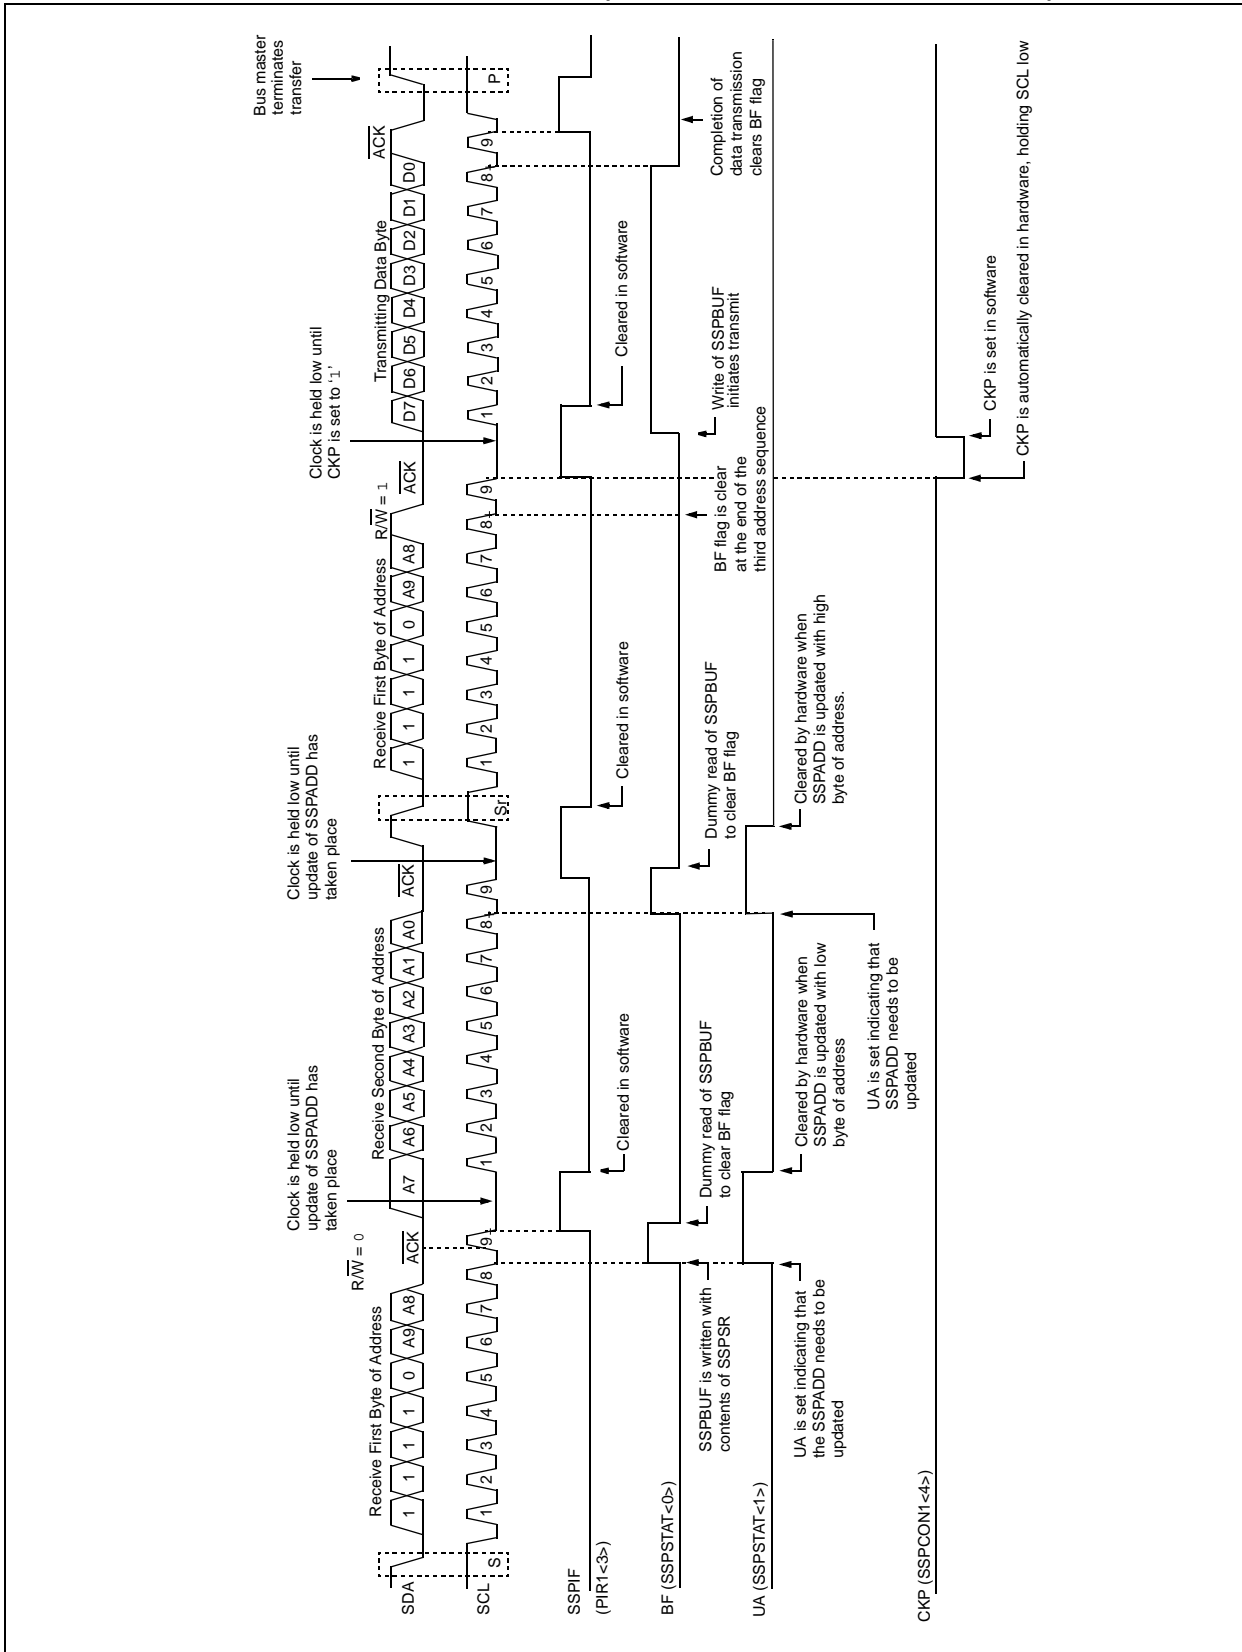 Bus master
terminates
transfer
Clock is held low until
CKP is set to ‘1’
Clock is held low until
update of SSPADD has
taken place
Clock is held low until
update of SSPADD has
taken place
Receive First Byte of Address
R/W = 0
ACK
Receive Second Byte of Address
ACK
Receive First Byte of Address
R/W = 1
ACK
Transmitting Data Byte
ACK
SDA
1 1 1 1 0 A9 A8
A7 A6 A5 A4 A3 A2 A1 A0
1 1 1 1 0 A9 A8
D7 D6 D5 D4 D3 D2 D1 D0
SCL
S
1 2 3 4 5 6 7 8 9
1 2 3 4 5 6 7 8 9
Sr
1 2 3 4 5 6 7 8 9
1 2 3 4 5 6 7 8 9
P
SSPIF
(PIR1<3>)
Cleared in software
Cleared in software
Cleared in software
BF (SSPSTAT<0>)
SSPBUF is written with
contents of SSPSR
Dummy read of SSPBUF
to clear BF flag
Dummy read of SSPBUF
to clear BF flag
BF flag is clear
at the end of the
third address sequence
Write of SSPBUF
initiates transmit
Completion of
data transmission
clears BF flag
UA (SSPSTAT<1>)
UA is set indicating that
the SSPADD needs to be
updated
Cleared by hardware when
SSPADD is updated with low
byte of address
UA is set indicating that
SSPADD needs to be
updated
Cleared by hardware when
SSPADD is updated with high
byte of address.
CKP (SSPCON1<4>)
CKP is set in software
CKP is automatically cleared in hardware, holding SCL low